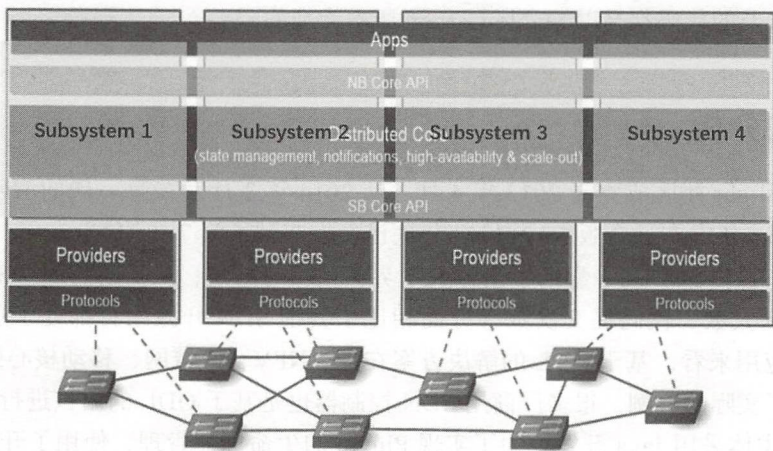 Apps
NB Core API
Subsystem 1
Subsystem 2
Subsystem 3
Subsystem 4
Distributed Core
(state management, notifications, high-availability & scale-out)
SB Core API
Providers
Providers
Providers
Providers
Protocols
Protocols
Protocols
Protocols